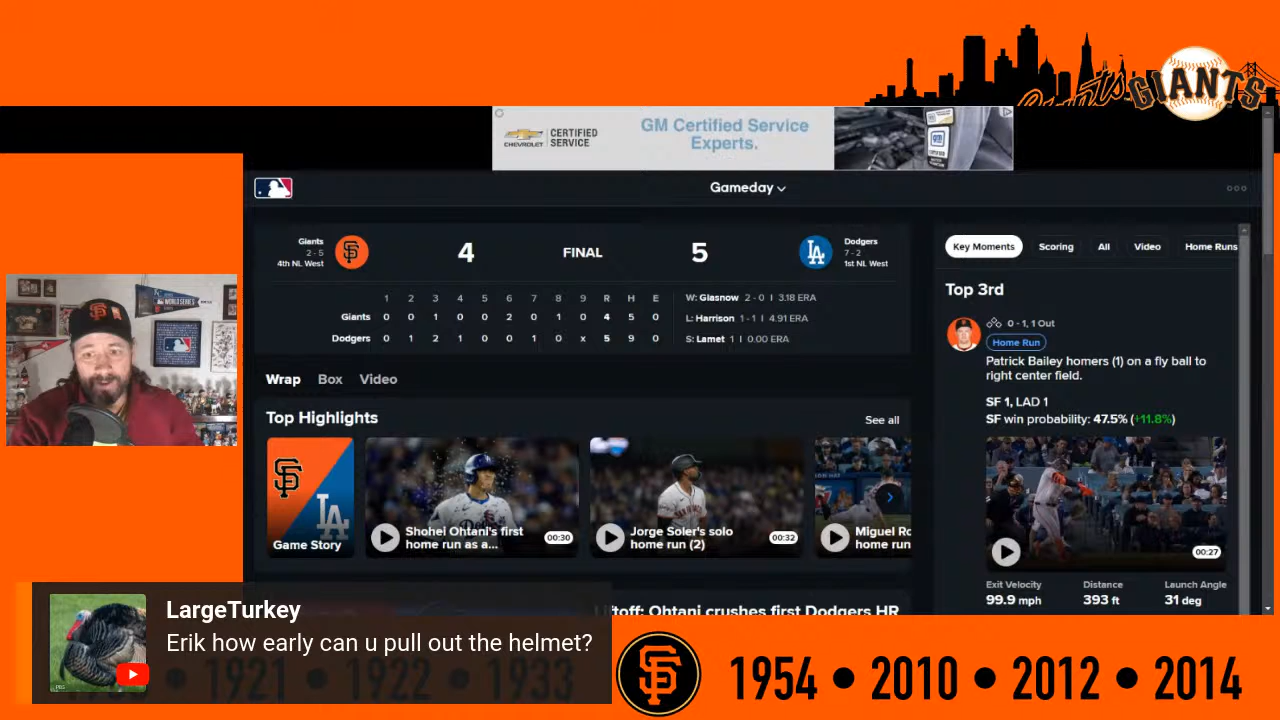 Giants
GIANTS
CHEVROLET
CERTIFIED
SERVICE
GM Certified Service
Experts.
Gameday
Giants
2 - 5
4th NL West
4
FINAL
5
Dodgers
7 - 2
1st NL West
1 2 3 4 5 6 7 8 9 R H E
Giants 0 0 1 0 0 2 0 1 0 4 5 0
Dodgers 0 1 2 1 0 0 1 0 x 5 9 0
W: Glasnow 2 - 0 | 3.18 ERA
L: Harrison 1 - 1 | 4.91 ERA
S: Lamet 1 | 0.00 ERA
Wrap Box Video
Top Highlights
See all
Game Story
Shohei Ohtani's first
home run as a...
00:30
Jorge Soler's solo
home run (2)
00:32
Miguel Ro
home run
Ohtani crushes first Dodgers HR
Key Moments Scoring All Video Home Runs
Top 3rd
0 - 1, 1 Out
Home Run
Patrick Bailey homers (1) on a fly ball to
right center field.
SF 1, LAD 1
SF win probability: 47.5% (+11.8%)
00:27
Exit Velocity Distance Launch Angle
99.9 mph 393 ft 31 deg
LargeTurkey
Erik how early can u pull out the helmet?
1921 • 1922 • 1933
SF
1954 • 2010 • 2012 • 2014